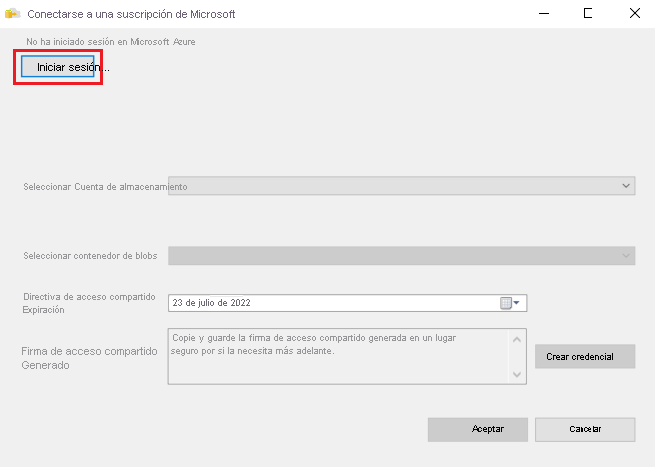 Conectarse a una suscripción de Microsoft
No ha iniciado sesión en Microsoft Azure
Iniciar sesión...
Seleccionar Cuenta de almacenamiento
Seleccionar contenedor de blobs
Directiva de acceso compartido
Expiración
23 de julio de 2022
Firma de acceso compartido
Generado
Copie y guarde la firma de acceso compartido generada en un lugar
seguro por si la necesita más adelante.
Crear credencial
Aceptar
Cancelar